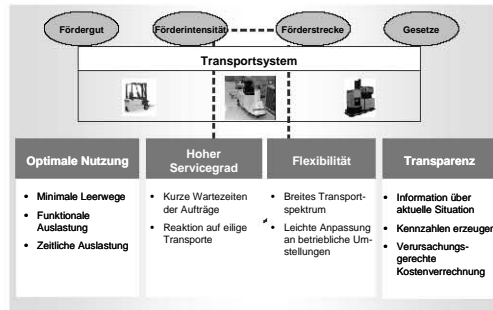 Fördergut Förderintensität Förderstrecke Gesetze
Transportsystem
Optimale Nutzung
• Minimale Leerwege
• Funktionale
Auslastung
• Zeitliche Auslastung
Hoher
Servicegrad
• Kurze Wartezeiten
der Aufträge
• Reaktion auf eilige
Transporte
Flexibilität
• Breites Transport-
spektrum
• Leichte Anpassung
an betriebliche Um-
stellungen
Transparenz
• Information über
aktuelle Situation
• Kennzahlen erzeugen
• Verursachungs-
gerechte
Kostenverrechnung